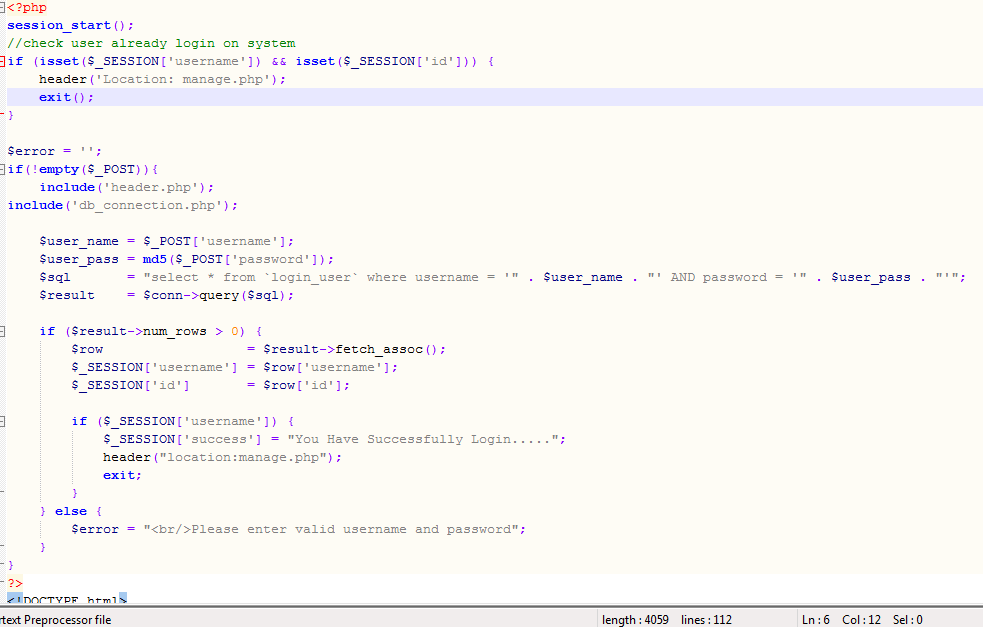 <?php
session_start();
//check user already login on system
if (isset($_SESSION['username']) && isset($_SESSION['id'])) {
    header('Location: manage.php');
    exit();
}
$error = '';
if(!empty($_POST)){
    include('header.php');
include('db_connection.php');
    $user_name = $_POST['username'];
    $user_pass = md5($_POST['password']);
    $sql       = "select * from `login_user` where username = '" . $user_name . "' AND password = '" . $user_pass . "'";
    $result    = $conn->query($sql);
    if ($result->num_rows > 0) {
        $row                  = $result->fetch_assoc();
        $_SESSION['username'] = $row['username'];
        $_SESSION['id']       = $row['id'];
        if ($_SESSION['username']) {
            $_SESSION['success'] = "You Have Successfully Login.....";
            header("location:manage.php");
            exit;
        }
    } else {
        $error = "<br/>Please enter valid username and password";
    }
}
?>
<!DOCTYPE html>
rtext Preprocessor file length : 4059 lines : 112 Ln : 6 Col : 12 Sel : 0